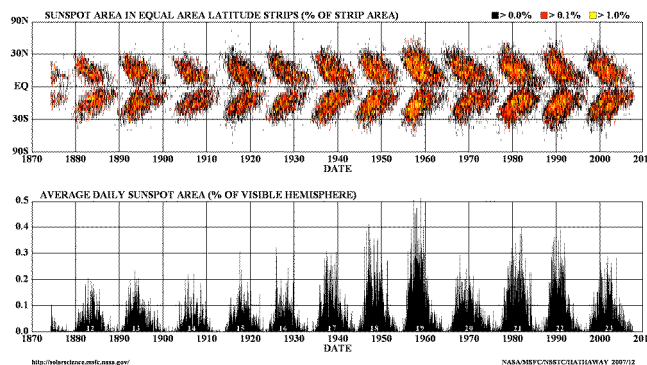 SUNSPOT AREA IN EQUAL AREA LATITUDE STRIPS (% OF STRIP AREA) > 0.0% > 0.1% > 1.0%
90N
30N
EQ
30S
90S
1870 1880 1890 1900 1910 1920 1930 1940 1950 1960 1970 1980 1990 2000 201
DATE
AVERAGE DAILY SUNSPOT AREA (% OF VISIBLE HEMISPHERE)
0.5
0.4
0.3
0.2
0.1
0.0
12 13 14 15 16 17 18 19 20 21 22 23
1870 1880 1890 1900 1910 1920 1930 1940 1950 1960 1970 1980 1990 2000 201
DATE
http://solarscience.msfc.nasa.gov/ NASA/MSFC/NSSTC/HATHAWAY 2007/12